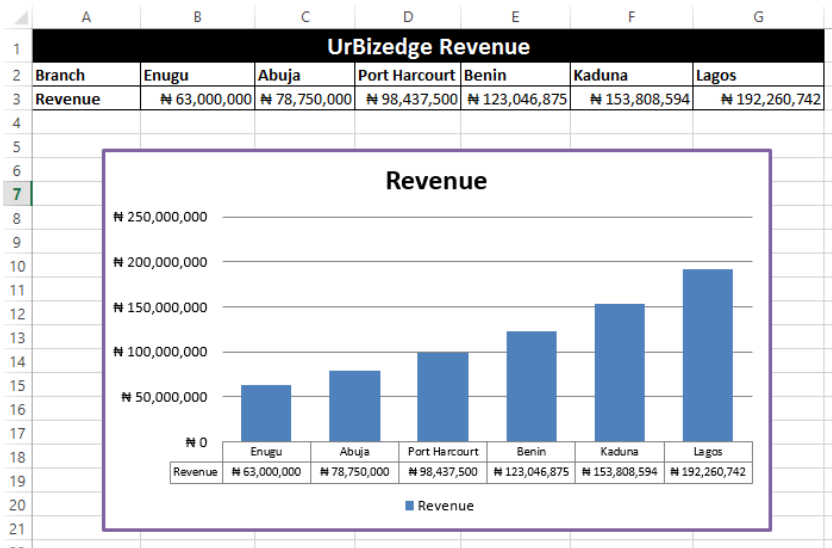 A B C D E F G
1 UrBizedge Revenue
2 Branch Enugu Abuja Port Harcourt Benin Kaduna Lagos
3 Revenue ₦ 63,000,000 ₦ 78,750,000 ₦ 98,437,500 ₦ 123,046,875 ₦ 153,808,594 ₦ 192,260,742
4
5
6
Revenue
7
8 ₦ 250,000,000
9
10 ₦ 200,000,000
11
12 ₦ 150,000,000
13
14 ₦ 100,000,000
15
16 ₦ 50,000,000
17
₦ 0
18 Enugu Abuja Port Harcourt Benin Kaduna Lagos
19 Revenue ₦ 63,000,000 ₦ 78,750,000 ₦ 98,437,500 ₦ 123,046,875 ₦ 153,808,594 ₦ 192,260,742
20 Revenue
21